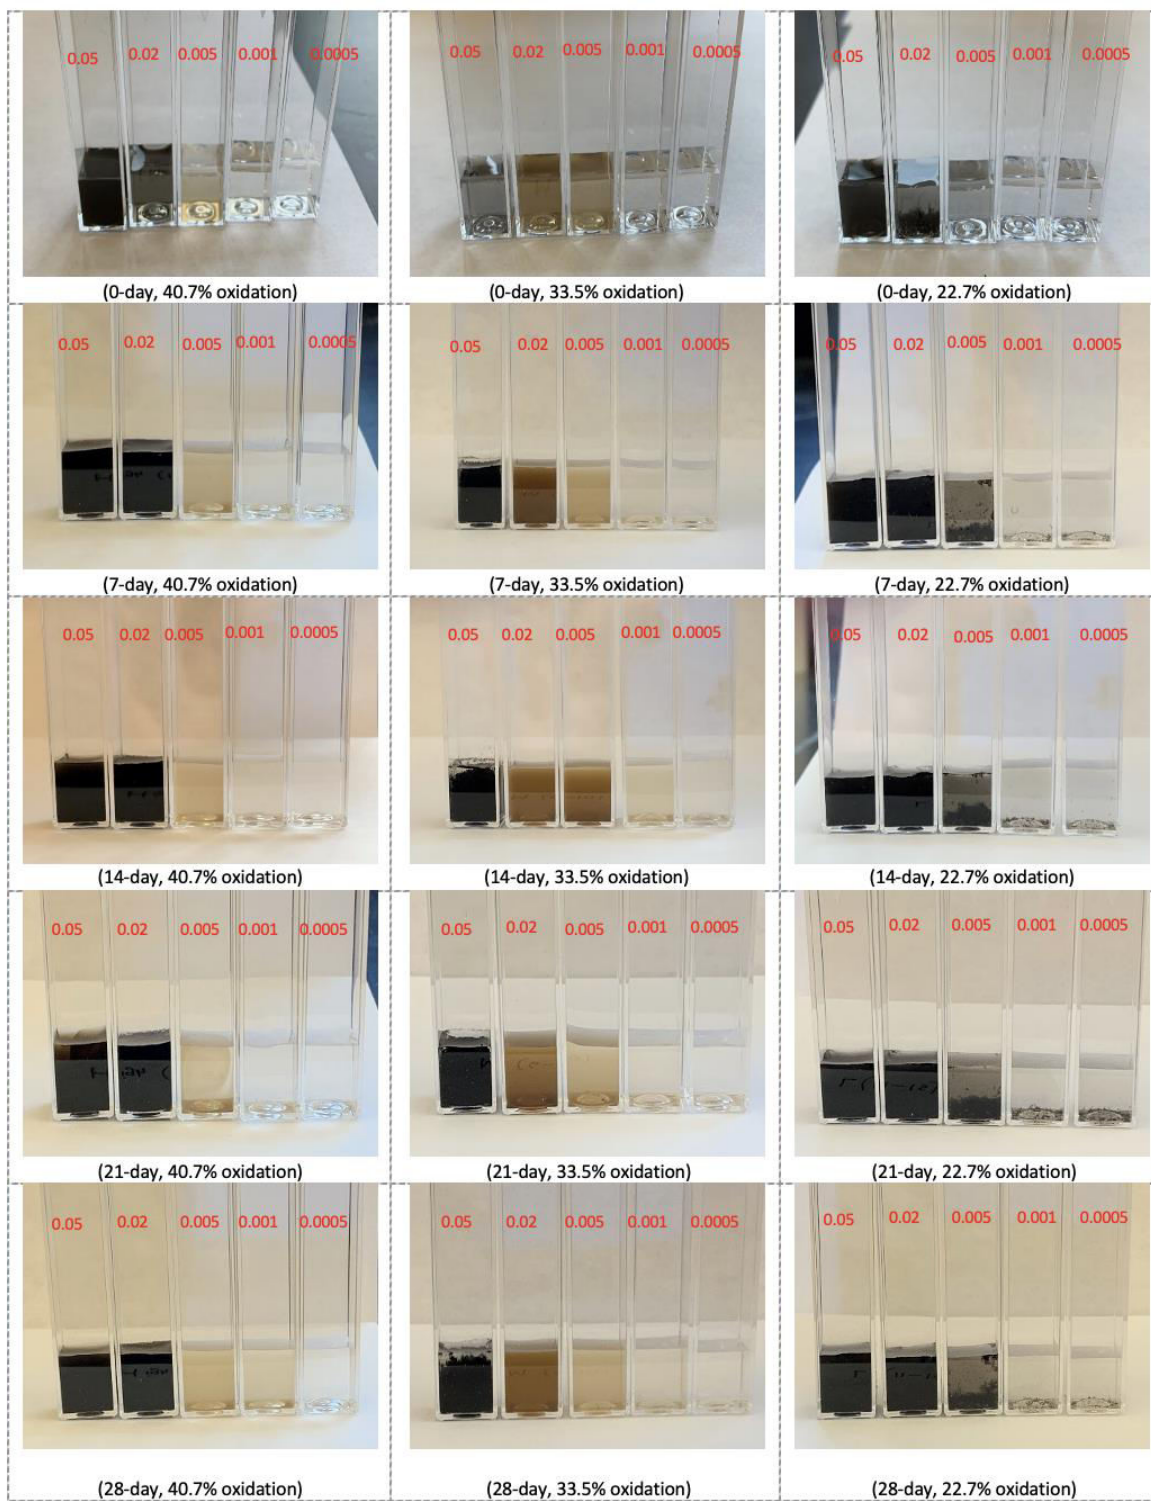 0.05 0.02 0.005 0.001 0.0005
0.05 0.02 0.005 0.001 0.0005
0.05 0.02 0.005 0.001 0.0005
(0-day, 40.7% oxidation)
(0-day, 33.5% oxidation)
(0-day, 22.7% oxidation)
0.05 0.02 0.005 0.001 0.0005
0.05 0.02 0.005 0.001 0.0005
0.05 0.02 0.005 0.001 0.0005
(7-day, 40.7% oxidation)
(7-day, 33.5% oxidation)
(7-day, 22.7% oxidation)
0.05 0.02 0.005 0.001 0.0005
0.05 0.02 0.005 0.001 0.0005
0.05 0.02 0.005 0.001 0.0005
(14-day, 40.7% oxidation)
(14-day, 33.5% oxidation)
(14-day, 22.7% oxidation)
0.05 0.02 0.005 0.001 0.0005
0.05 0.02 0.005 0.001 0.0005
0.05 0.02 0.005 0.001 0.0005
(21-day, 40.7% oxidation)
(21-day, 33.5% oxidation)
(21-day, 22.7% oxidation)
0.05 0.02 0.005 0.001 0.0005
0.05 0.02 0.005 0.001 0.0005
0.05 0.02 0.005 0.001 0.0005
(28-day, 40.7% oxidation)
(28-day, 33.5% oxidation)
(28-day, 22.7% oxidation)